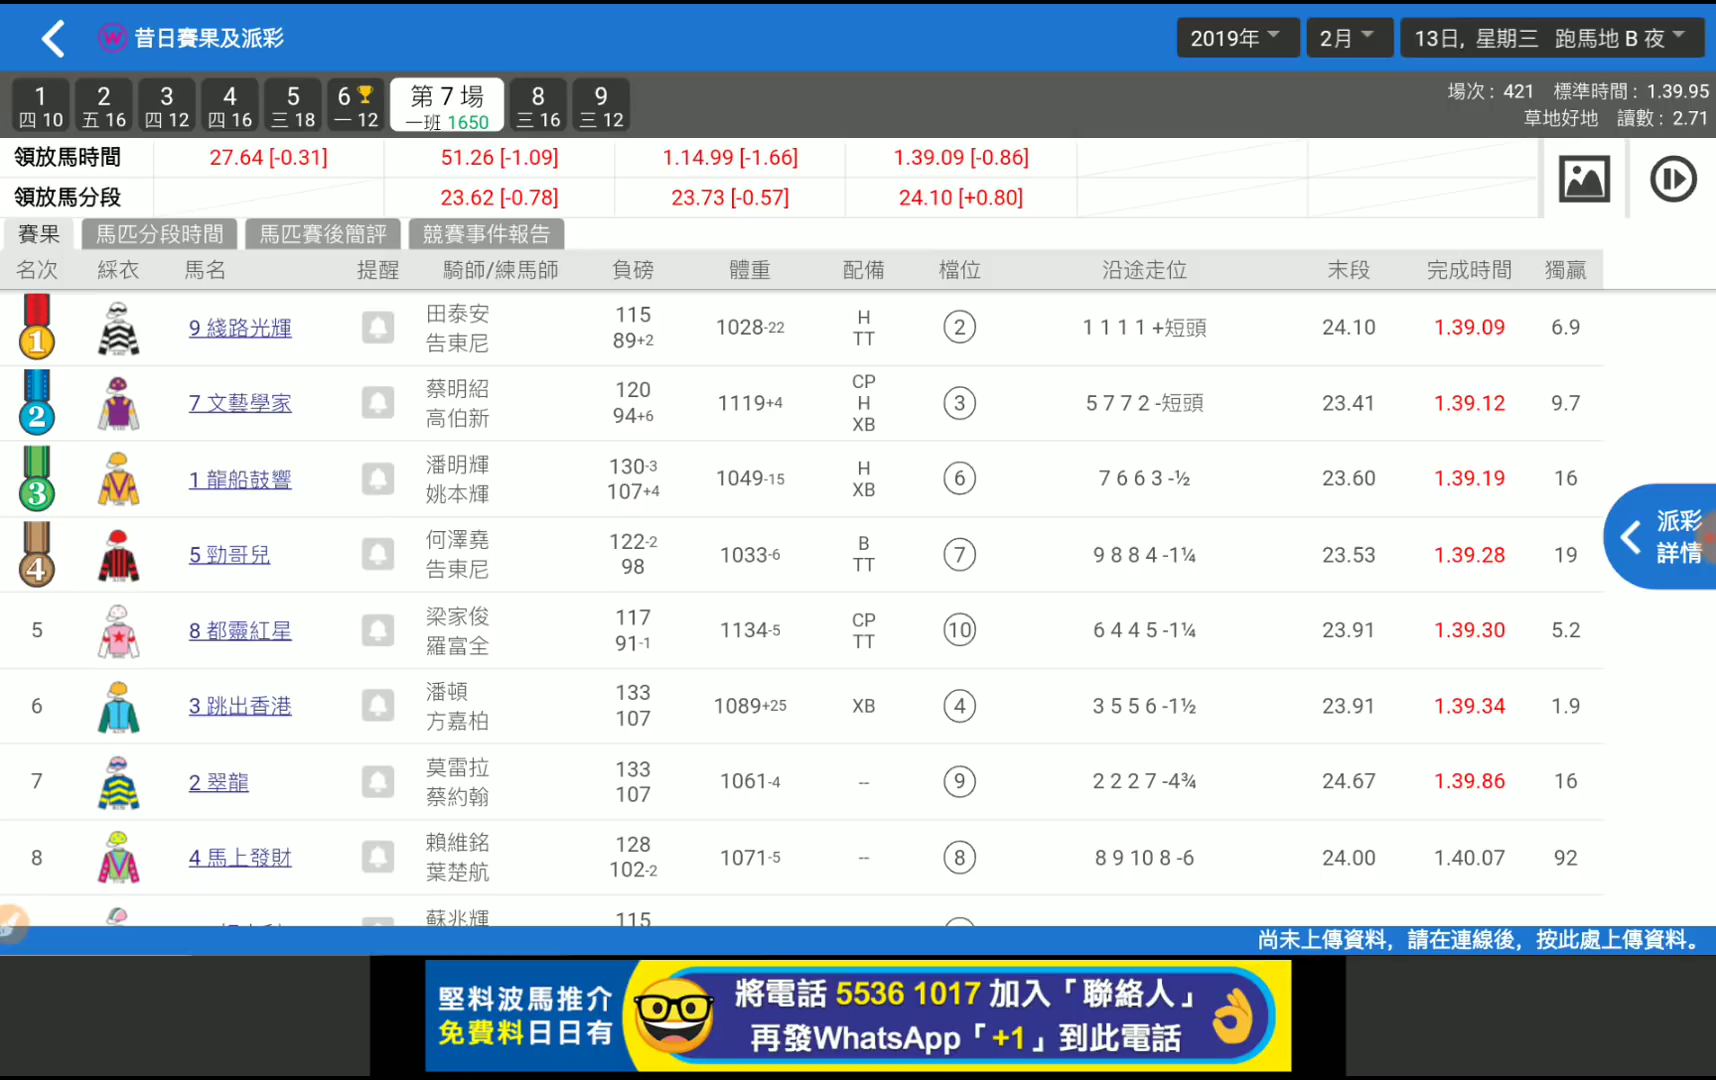 昔日賽果及派彩
2019年 2月 13日, 星期三 跑馬地 B 夜
1 2 3 4 5 6 第 7 場 8 9
四 10 五 16 四 12 四 16 三 18 一 12 一班 1650 三 16 三 12
場次 : 421 標準時間 : 1.39.95
草地好地 讀數 : 2.71
領放馬時間 27.64 [-0.31] 51.26 [-1.09] 1.14.99 [-1.66] 1.39.09 [-0.86]
領放馬分段 23.62 [-0.78] 23.73 [-0.57] 24.10 [+0.80]
賽果 馬匹分段時間 馬匹賽後簡評 競賽事件報告
名次 綵衣 馬名 提醒 騎師/練馬師 負磅 體重 配備 檔位 沿途走位 末段 完成時間 獨贏
1 9 綫路光輝 田泰安 115 1028-22 H ② 1 1 1 1 +短頭 24.10 1.39.09 6.9
告東尼 89+2 TT
2 7 文藝學家 蔡明紹 120 1119+4 CP ③ 5 7 7 2 -短頭 23.41 1.39.12 9.7
高伯新 94+6 H
XB
3 1 龍船鼓響 潘明輝 130-3 1049-15 H ⑥ 7 6 6 3 -½ 23.60 1.39.19 16
姚本輝 107+4 XB
4 5 勁哥兒 何澤堯 122-2 1033-6 B ⑦ 9 8 8 4 -1¼ 23.53 1.39.28 19
告東尼 98 TT
5 8 都靈紅星 梁家俊 117 1134-5 CP ⑩ 6 4 4 5 -1¼ 23.91 1.39.30 5.2
羅富全 91-1 TT
6 3 跳出香港 潘頓 133 1089+25 XB ④ 3 5 5 6 -1½ 23.91 1.39.34 1.9
方嘉柏 107
7 2 翠龍 莫雷拉 133 1061-4 -- ⑨ 2 2 2 7 -4¾ 24.67 1.39.86 16
蔡約翰 107
8 4 馬上發財 賴維銘 128 1071-5 -- ⑧ 8 9 10 8 -6 24.00 1.40.07 92
葉楚航 102-2
蘇兆輝 115
派彩
詳情
尚未上傳資料，請在連線後，按此處上傳資料。
堅料波馬推介
免費料日日有
將電話 5536 1017 加入「聯絡人」
再發WhatsApp「+1」到此電話